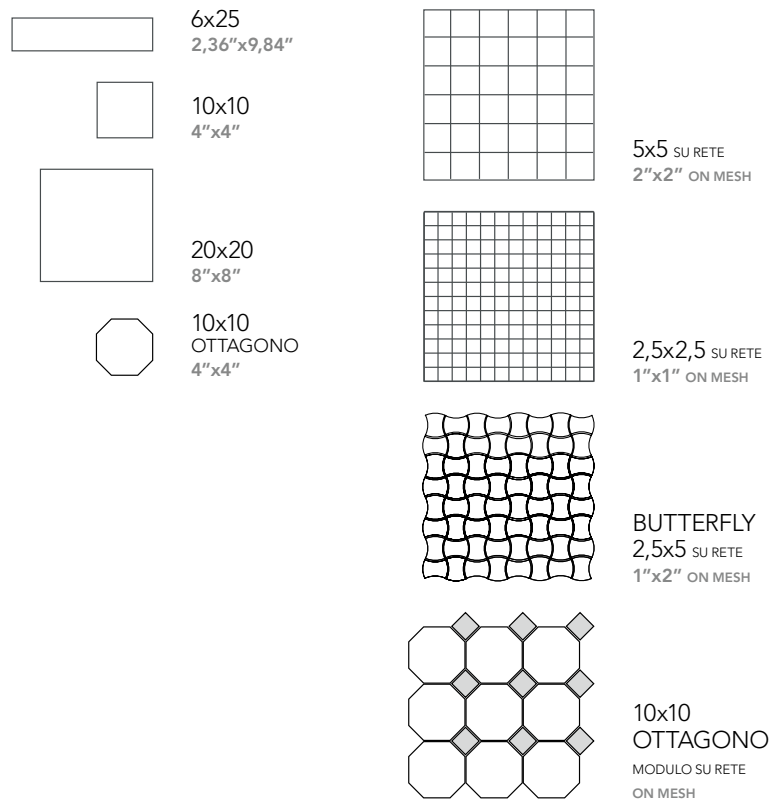 6x25
2,36”x9,84”
10x10
4”x4”
20x20
8”x8”
10x10
OTTAGONO
4”x4”
5x5 SU RETE
2”x2” ON MESH
2,5x2,5 SU RETE
1”x1” ON MESH
BUTTERFLY
2,5x5 SU RETE
1”x2” ON MESH
10x10
OTTAGONO
MODULO SU RETE
ON MESH